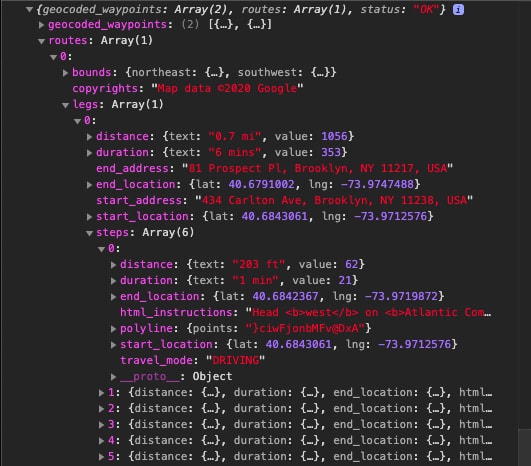 {geocoded_waypoints: Array(2), routes: Array(1), status: "OK"} i
geocoded_waypoints: (2) [{…}, {…}]
routes: Array(1)
0:
bounds: {northeast: {…}, southwest: {…}}
copyrights: "Map data ©2020 Google"
legs: Array(1)
0:
distance: {text: "0.7 mi", value: 1056}
duration: {text: "6 mins", value: 353}
end_address: "81 Prospect Pl, Brooklyn, NY 11217, USA"
end_location: {lat: 40.6791002, lng: -73.9747488}
start_address: "434 Carlton Ave, Brooklyn, NY 11238, USA"
start_location: {lat: 40.6843061, lng: -73.9712576}
steps: Array(6)
0:
distance: {text: "203 ft", value: 62}
duration: {text: "1 min", value: 21}
end_location: {lat: 40.6842367, lng: -73.9719872}
html_instructions: "Head <b>west</b> on <b>Atlantic Com…
polyline: {points: "}ciwFjonbMFv@DxA"}
start_location: {lat: 40.6843061, lng: -73.9712576}
travel_mode: "DRIVING"
__proto__: Object
1: {distance: {…}, duration: {…}, end_location: {…}, html…
2: {distance: {…}, duration: {…}, end_location: {…}, html…
3: {distance: {…}, duration: {…}, end_location: {…}, html…
4: {distance: {…}, duration: {…}, end_location: {…}, html…
5: {distance: {…}, duration: {…}, end_location: {…}, html…